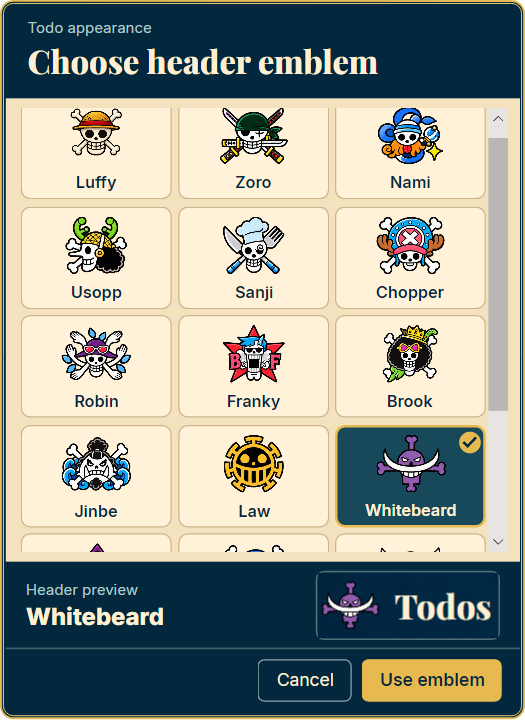 Todo appearance
Choose header emblem
Luffy
Zoro
Nami
Usopp
Sanji
Chopper
Robin
B F
Franky
Brook
Jinbe
Law
Whitebeard
Header preview
Whitebeard
Todos
Cancel
Use emblem